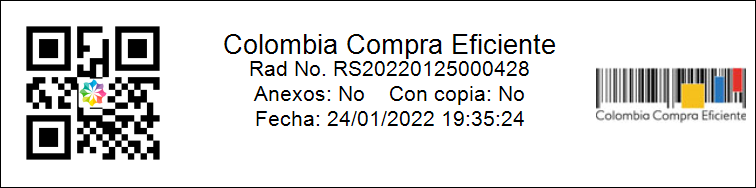 Colombia Compra Eficiente
Rad No. RS20220125000428
Anexos: No Con copia: No
Fecha: 24/01/2022 19:35:24
Colombia Compra Eficiente